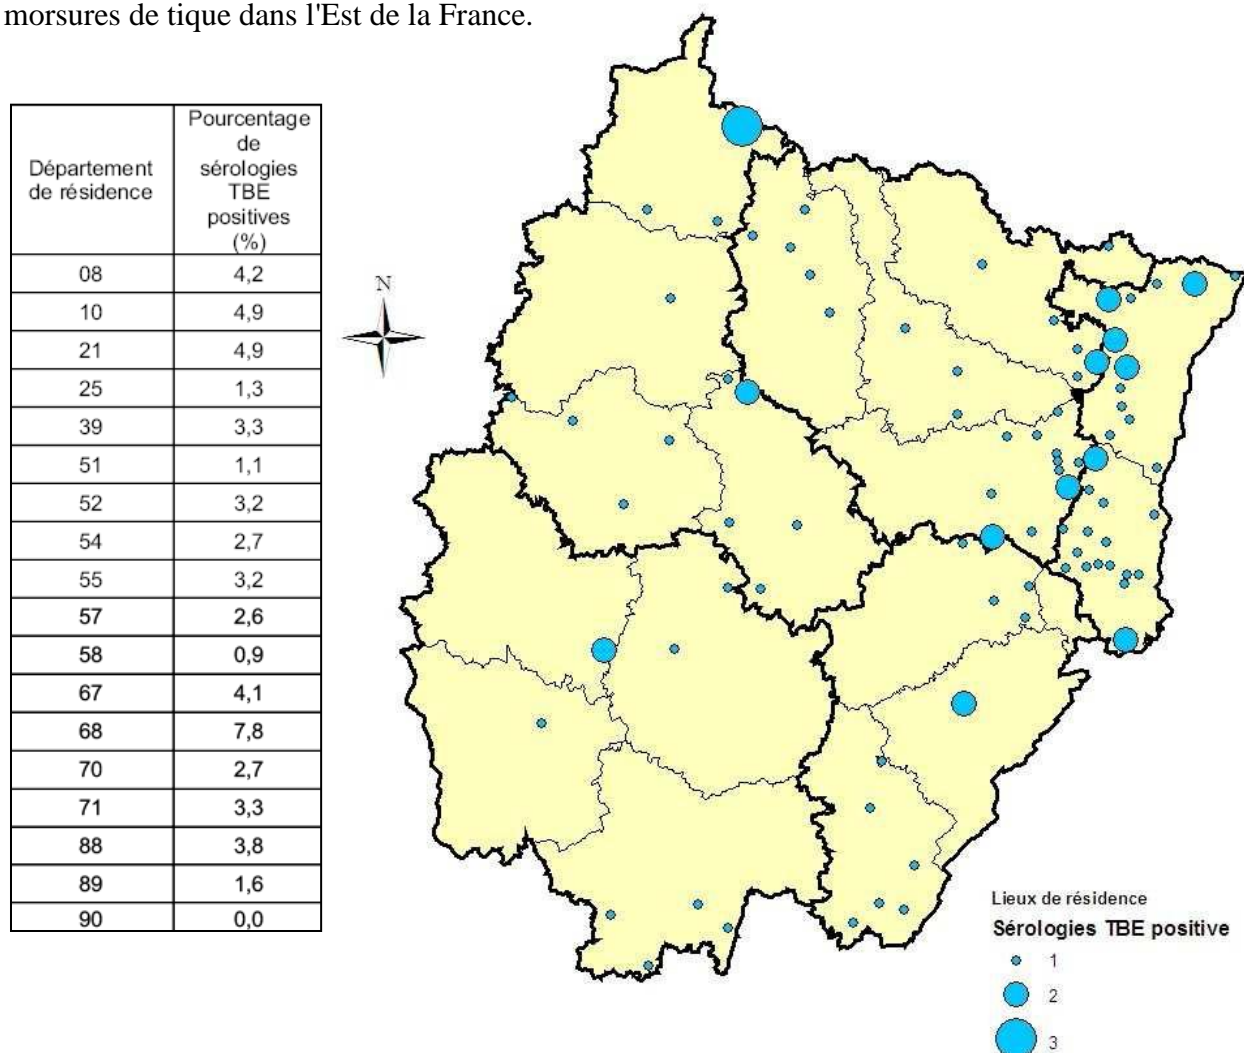 morsures de tique dans l'Est de la France.
Département
de résidence
Pourcentage
de
sérologies
TBE
positives
(%)
08 4,2
10 4,9
21 4,9
25 1,3
39 3,3
51 1,1
52 3,2
54 2,7
55 3,2
57 2,6
58 0,9
67 4,1
68 7,8
70 2,7
71 3,3
88 3,8
89 1,6
90 0,0
N
Lieux de résidence
Sérologies TBE positive
1
2
3